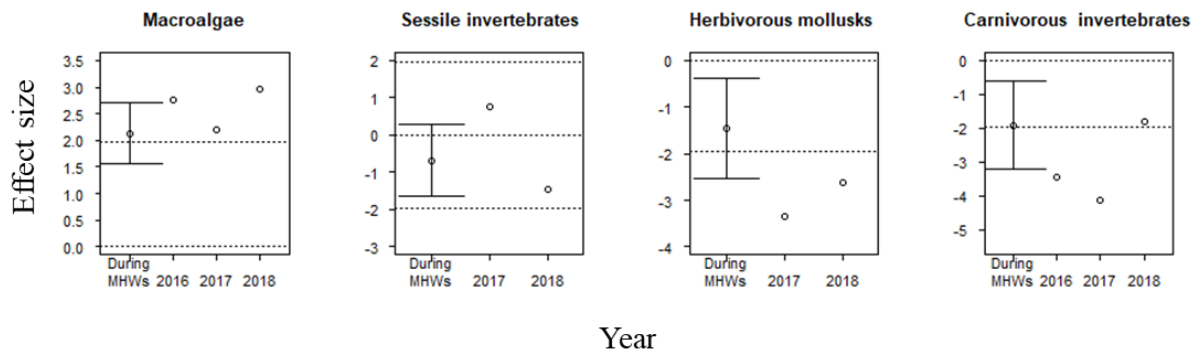 Macroalgae
3.5
3.0
2.5
2.0
1.5
1.0
0.5
0.0
During
MHWs 2016 2017 2018
Sessile invertebrates
2
1
0
-1
-2
-3
During
MHWs 2017 2018
Herbivorous mollusks
0
-1
-2
-3
-4
During
MHWs 2017 2018
Carnivorous invertebrates
0
-1
-2
-3
-4
-5
During
MHWs 2016 2017 2018
Effect size
Year